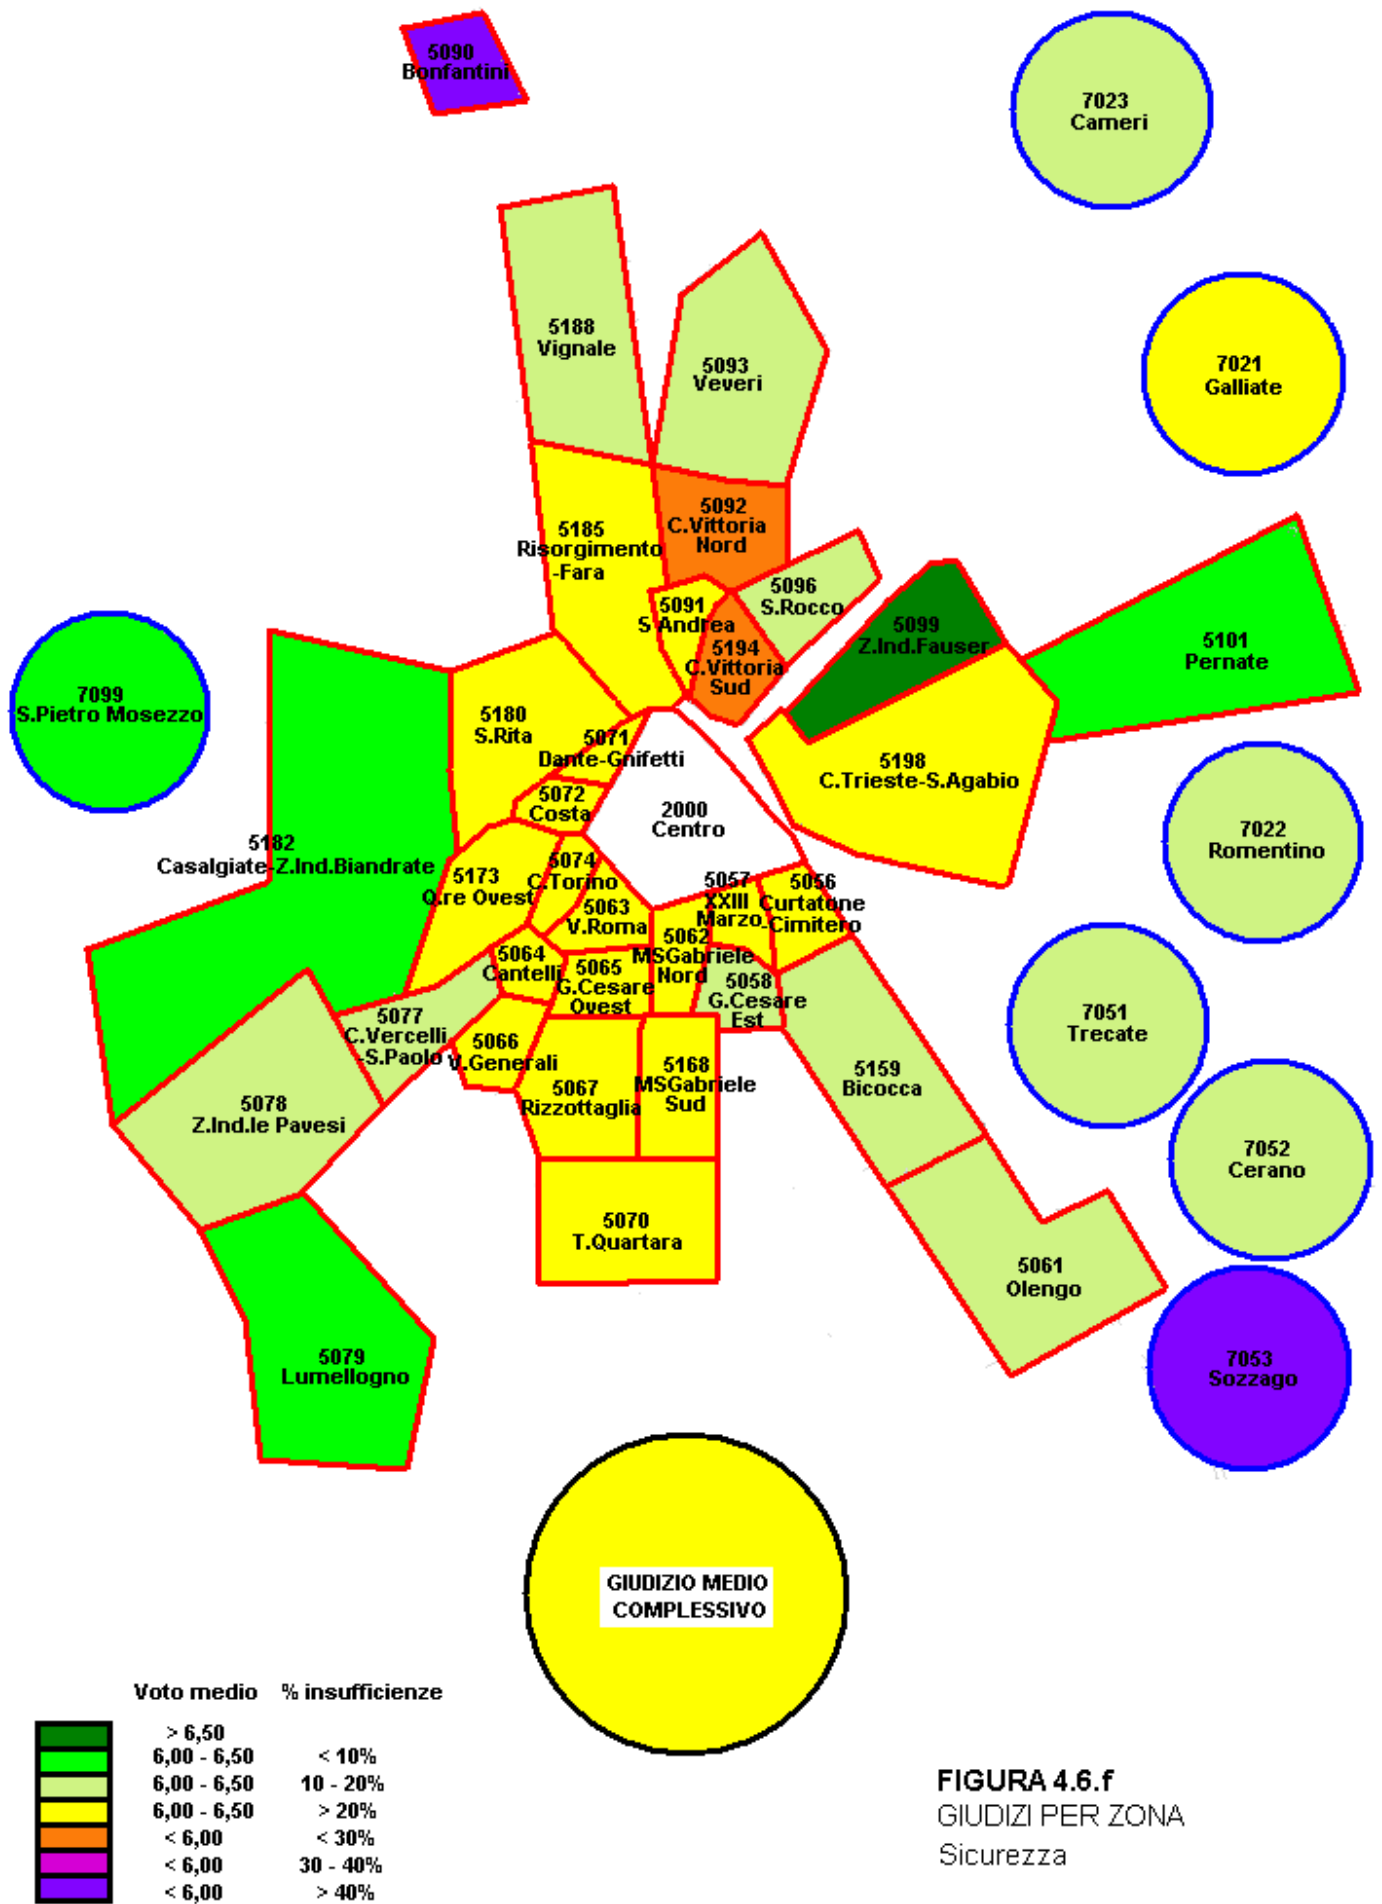 5090
Bonfantini
7023
Cameri
5188
Vignale
5093
Veveri
7021
Galliate
5092
C.Vittoria
Nord
5185
Risorgimento
-Fara
5096
S.Rocco
5091
S.Andrea
5099
Z.Ind.Fauser
5194
C.Vittoria
Sud
5101
Pernate
7099
S.Pietro Mosezzo
5180
S.Rita
5071
Dante-Gnifetti
5198
C.Trieste-S.Agabio
5072
Costa
2000
Centro
7022
Romentino
5182
Casalgiate-Z.Ind.Biandrate
5173
Q.re Ovest
5074
C.Torino
5063
V.Roma
5057
XXIII
Marzo
5056
Curtatone
-Cimitero
5062
MSGabriele
Nord
5064
Cantelli
5065
G.Cesare
Ovest
5058
G.Cesare
Est
7051
Trecate
5077
C.Vercelli
-S.Paolo
5066
V.Generali
5067
Rizzottaglia
5168
MSGabriele
Sud
5159
Bicocca
5078
Z.Ind.le Pavesi
7052
Cerano
5070
T.Quartara
5061
Olengo
5079
Lumellogno
7053
Sozzago
GIUDIZIO MEDIO
COMPLESSIVO
Voto medio % insufficienze
> 6,50
6,00 - 6,50 < 10%
6,00 - 6,50 10 - 20%
6,00 - 6,50 > 20%
< 6,00 < 30%
< 6,00 30 - 40%
< 6,00 > 40%
FIGURA 4.6.f
GIUDIZI PER ZONA
Sicurezza